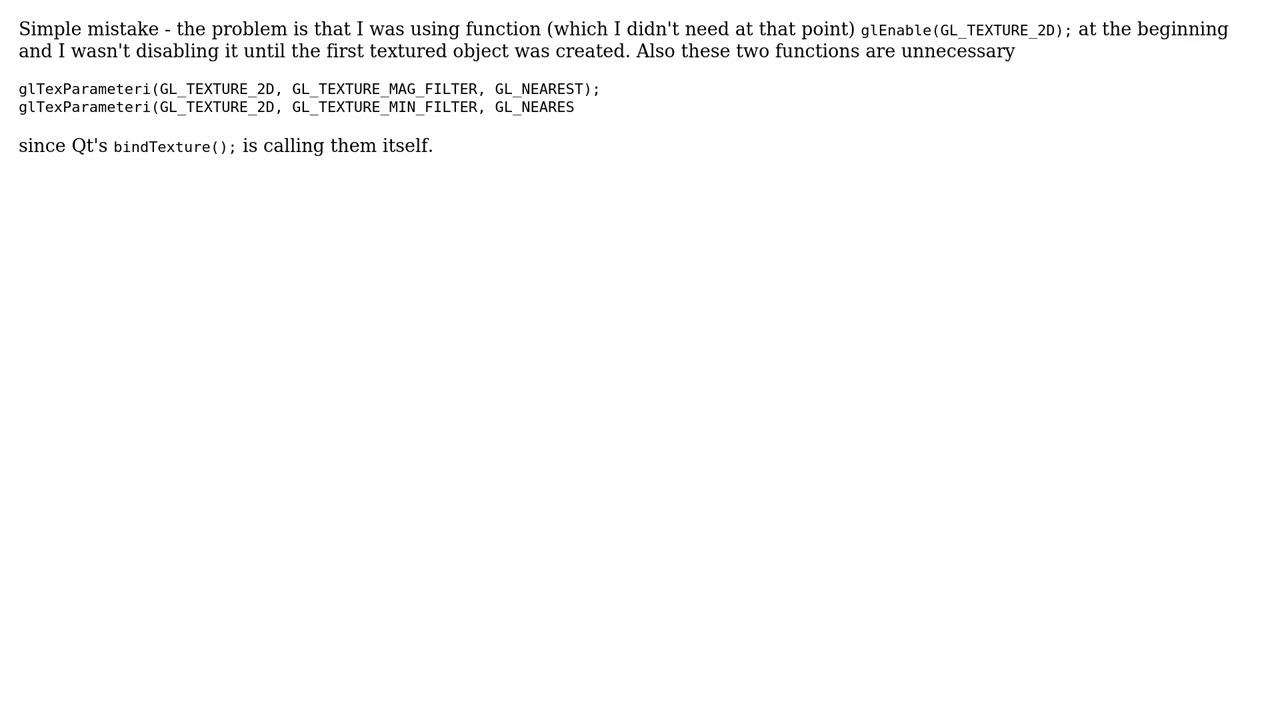 Simple mistake - the problem is that I was using function (which I didn't need at that point) glEnable(GL_TEXTURE_2D); at the beginning
and I wasn't disabling it until the first textured object was created. Also these two functions are unnecessary
glTexParameteri(GL_TEXTURE_2D, GL_TEXTURE_MAG_FILTER, GL_NEAREST);
glTexParameteri(GL_TEXTURE_2D, GL_TEXTURE_MIN_FILTER, GL_NEARES
since Qt's bindTexture(); is calling them itself.